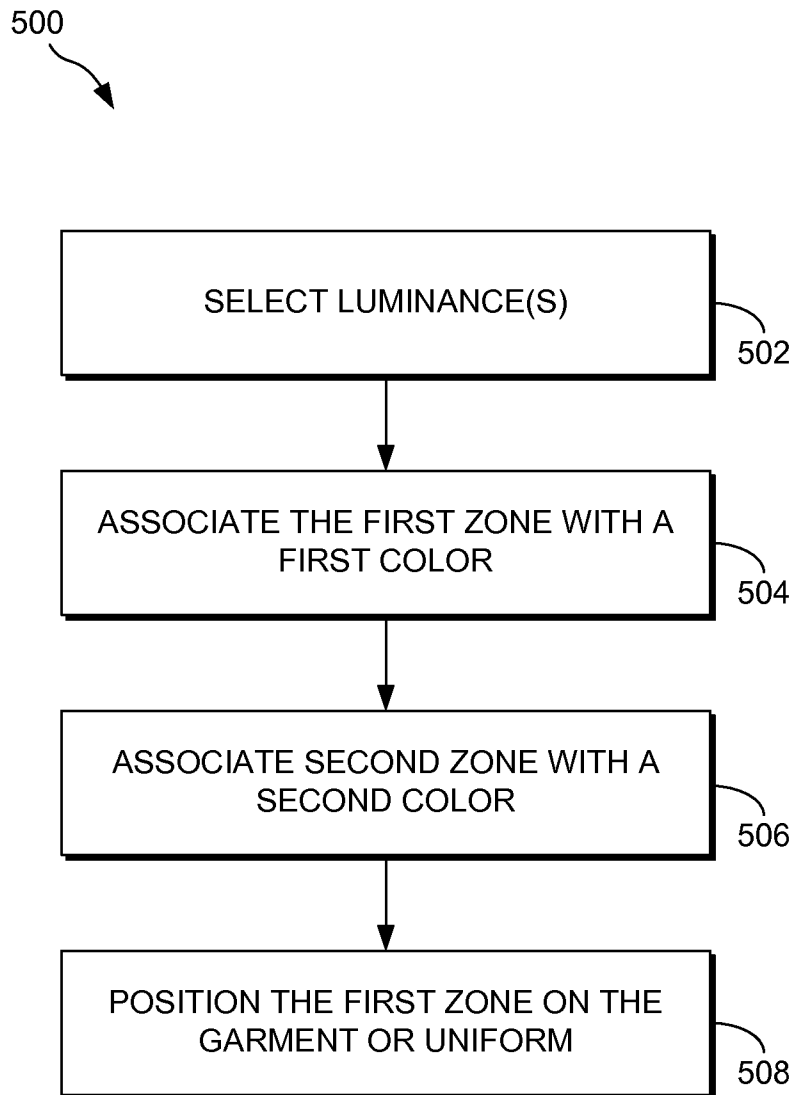 500
SELECT LUMINANCE(S)
502
ASSOCIATE THE FIRST ZONE WITH A
FIRST COLOR
504
ASSOCIATE SECOND ZONE WITH A
SECOND COLOR
506
POSITION THE FIRST ZONE ON THE
GARMENT OR UNIFORM
508